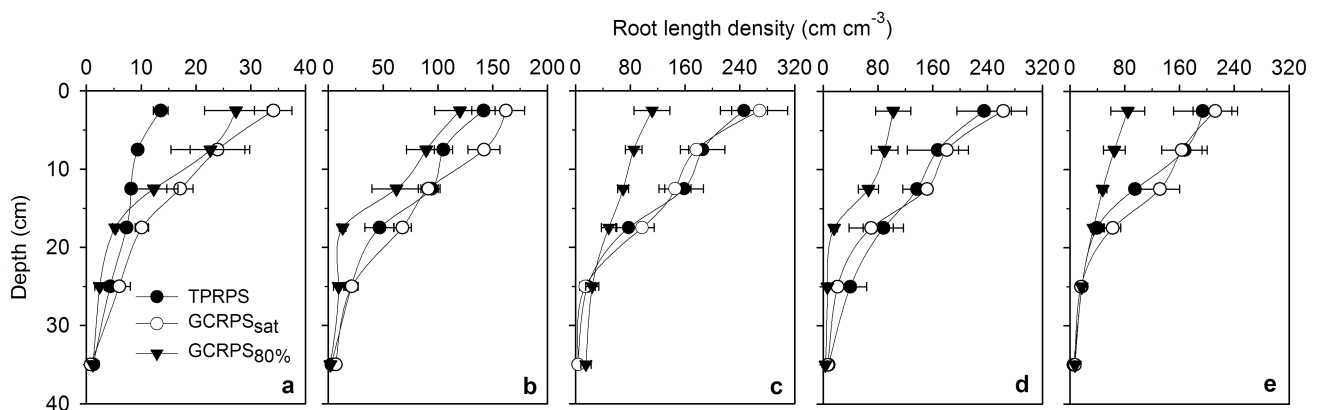 Root length density (cm cm-3)
0 10 20 30 40 0 50 100 150 200 0 80 160 240 320 0 80 160 240 320 0 80 160 240 320
0
10
Depth (cm)
20
TPRPS
GCRPSsat
30
GCRPS80%
a b c d e
40